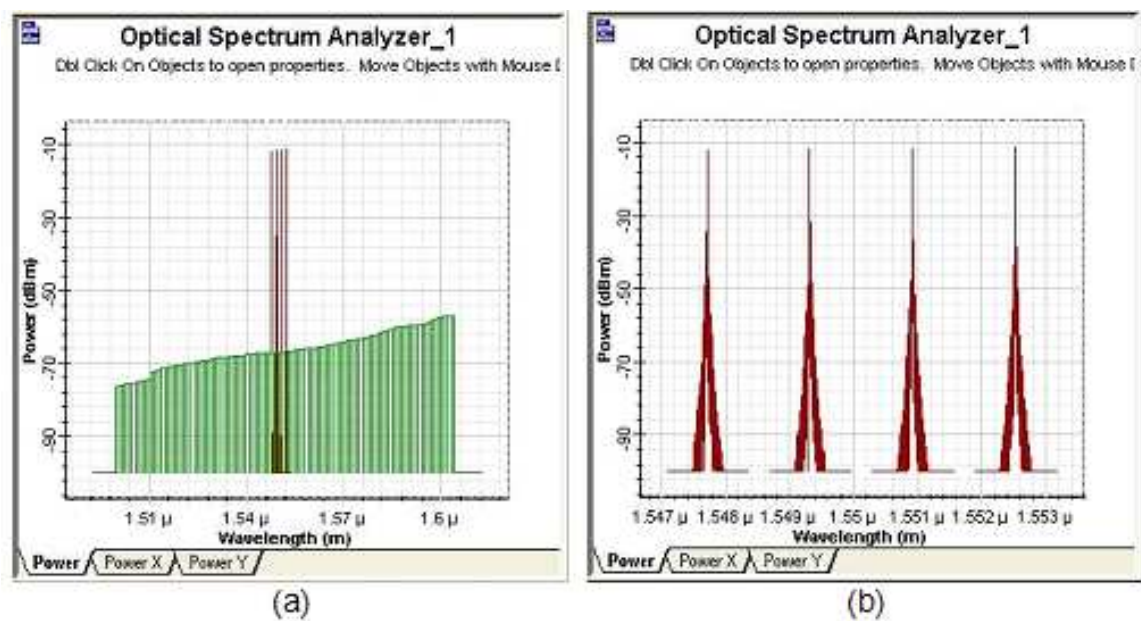 Optical Spectrum Analyzer_1
Dbl Click On Objects to open properties. Move Objects with Mouse D
Power (dBm)
-10
-30
-50
-70
-90
1.51 µ 1.54 µ 1.57 µ 1.6 µ
Wavelength (m)
Power Power X Power Y
(a)
Optical Spectrum Analyzer_1
Dbl Click On Objects to open properties. Move Objects with Mouse D
Power (dBm)
-10
-30
-50
-70
-90
1.547 µ 1.548 µ 1.549 µ 1.55 µ 1.551 µ 1.552 µ 1.553 µ
Wavelength (m)
Power Power X Power Y
(b)